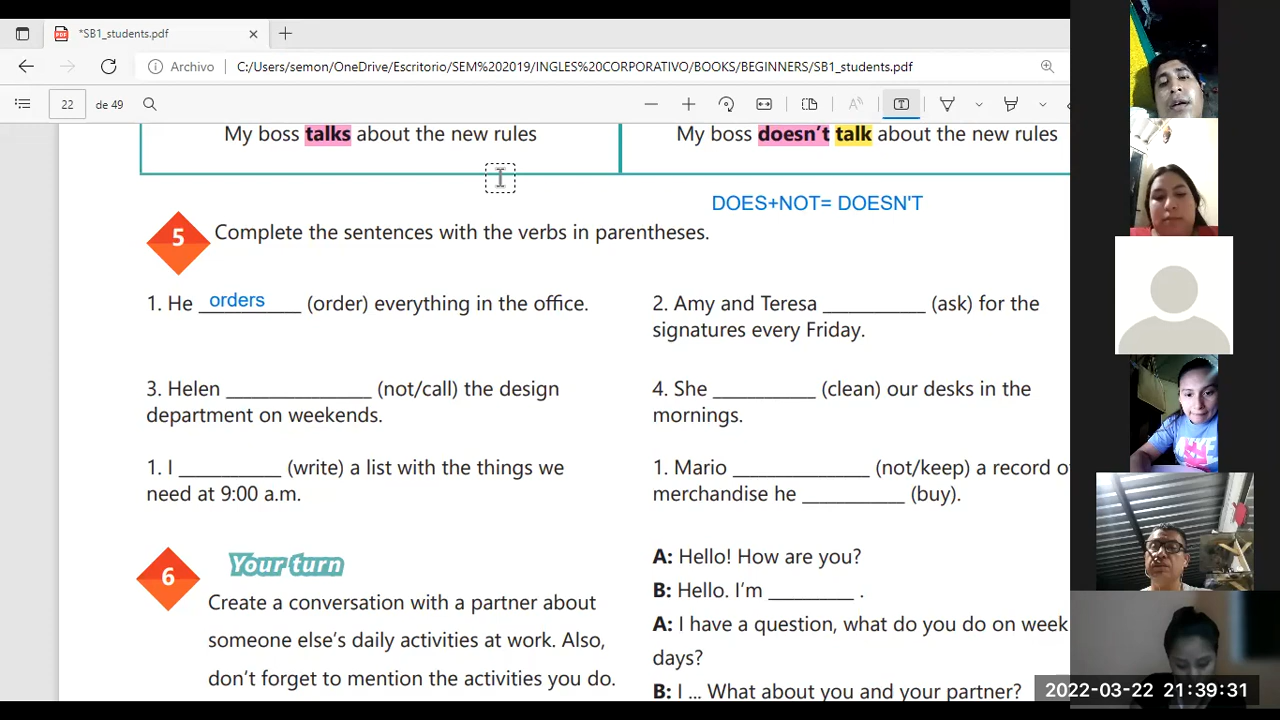 *SB1_students.pdf
Archivo C:/Users/semon/OneDrive/Escritorio/SEM%202019/INGLES%20CORPORATIVO/BOOKS/BEGINNERS/SB1_students.pdf
22 de 49
My boss talks about the new rules
My boss doesn't talk about the new rules
DOES+NOT= DOESN'T
5 Complete the sentences with the verbs in parentheses.
1. He orders (order) everything in the office.
2. Amy and Teresa ___________ (ask) for the
signatures every Friday.
3. Helen ________________ (not/call) the design
department on weekends.
4. She ___________ (clean) our desks in the
mornings.
1. I ___________ (write) a list with the things we
need at 9:00 a.m.
1. Mario _______________ (not/keep) a record o
merchandise he ___________ (buy).
6 Your turn
Create a conversation with a partner about
someone else's daily activities at work. Also,
don't forget to mention the activities you do.
A: Hello! How are you?
B: Hello. I'm _________ .
A: I have a question, what do you do on week
days?
B: I ... What about you and your partner?
2022-03-22 21:39:31